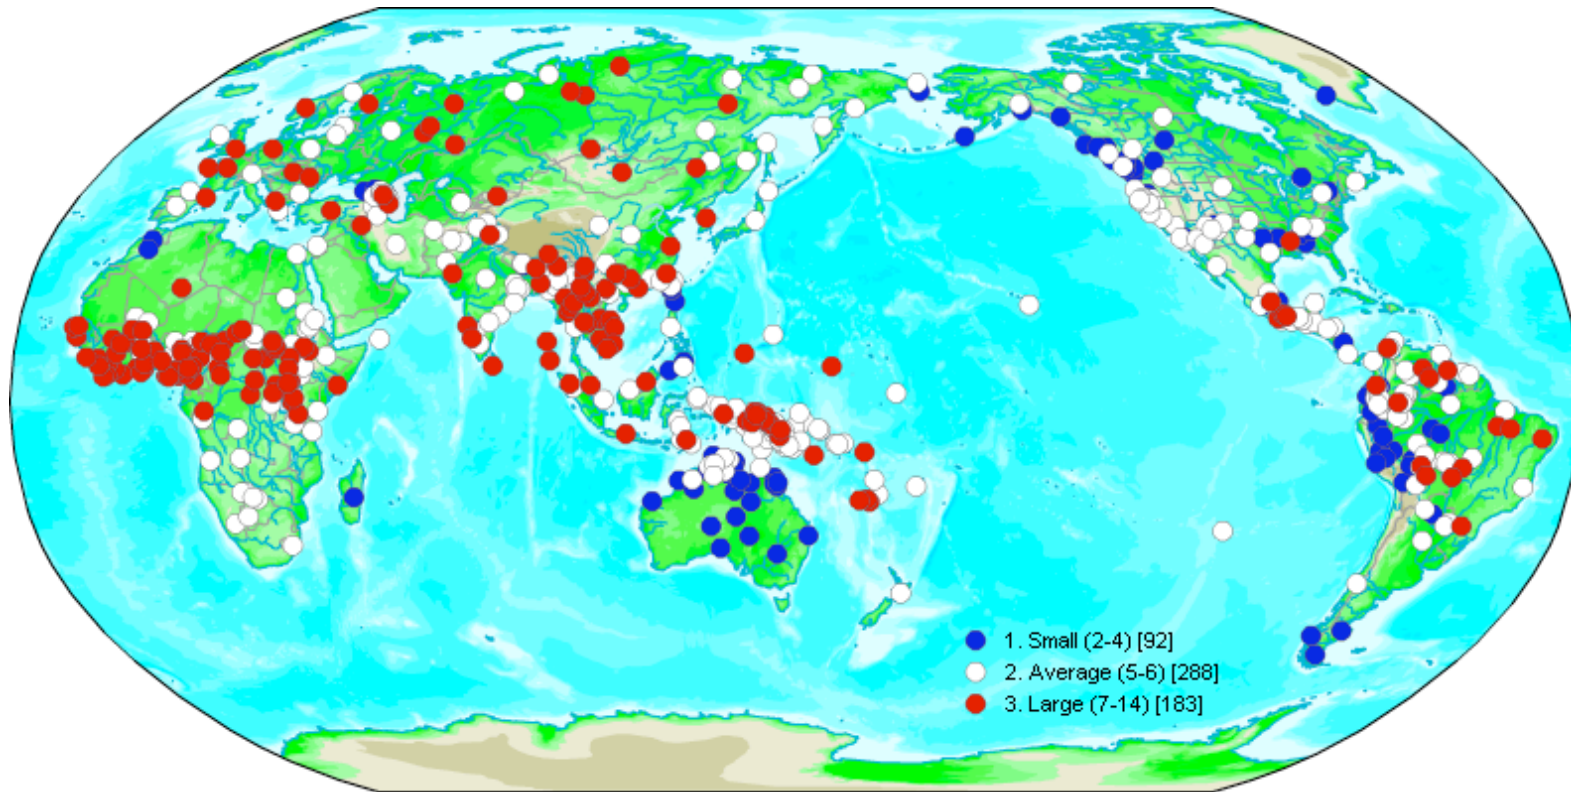 1. Small (2-4) [92]
2. Average (5-6) [288]
3. Large (7-14) [183]